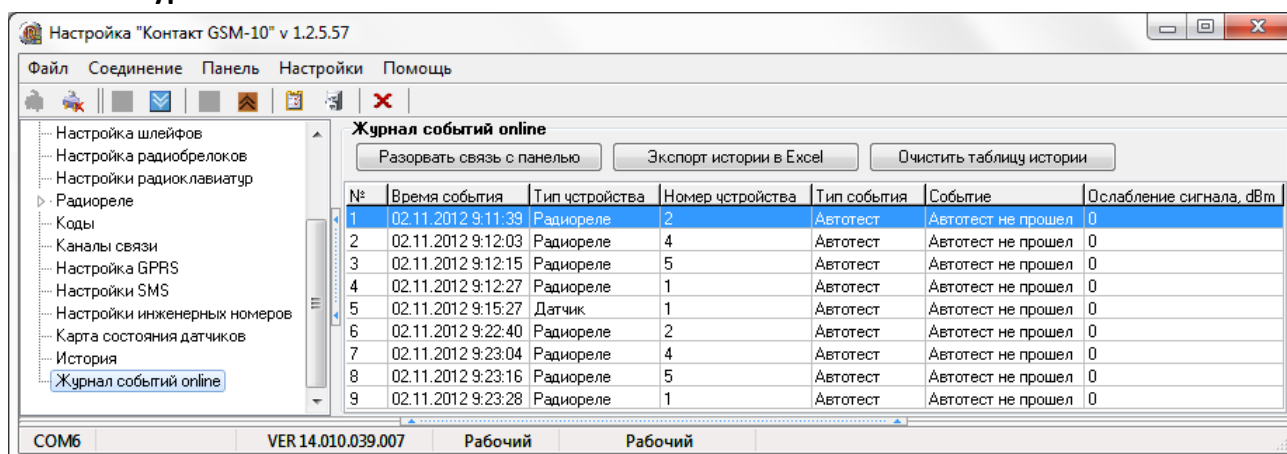 Настройка "Контакт GSM-10" v 1.2.5.57
Файл Соединение Панель Настройки Помощь
Настройка шлейфов
Настройка радиобрелоков
Настройки радиоклавиатур
Радиореле
Коды
Каналы связи
Настройка GPRS
Настройки SMS
Настройки инженерных номеров
Карта состояния датчиков
История
Журнал событий online
Журнал событий online
Разорвать связь с панелью Экспорт истории в Excel Очистить таблицу истории
№ Время события Тип устройства Номер устройства Тип события Событие Ослабление сигнала, dBm
1 02.11.2012 9:11:39 Радиореле 2 Автотест Автотест не прошел 0
2 02.11.2012 9:12:03 Радиореле 4 Автотест Автотест не прошел 0
3 02.11.2012 9:12:15 Радиореле 5 Автотест Автотест не прошел 0
4 02.11.2012 9:12:27 Радиореле 1 Автотест Автотест не прошел 0
5 02.11.2012 9:15:27 Датчик 1 Автотест Автотест не прошел 0
6 02.11.2012 9:22:40 Радиореле 2 Автотест Автотест не прошел 0
7 02.11.2012 9:23:04 Радиореле 4 Автотест Автотест не прошел 0
8 02.11.2012 9:23:16 Радиореле 5 Автотест Автотест не прошел 0
9 02.11.2012 9:23:28 Радиореле 1 Автотест Автотест не прошел 0
COM6 VER 14.010.039.007 Рабочий Рабочий